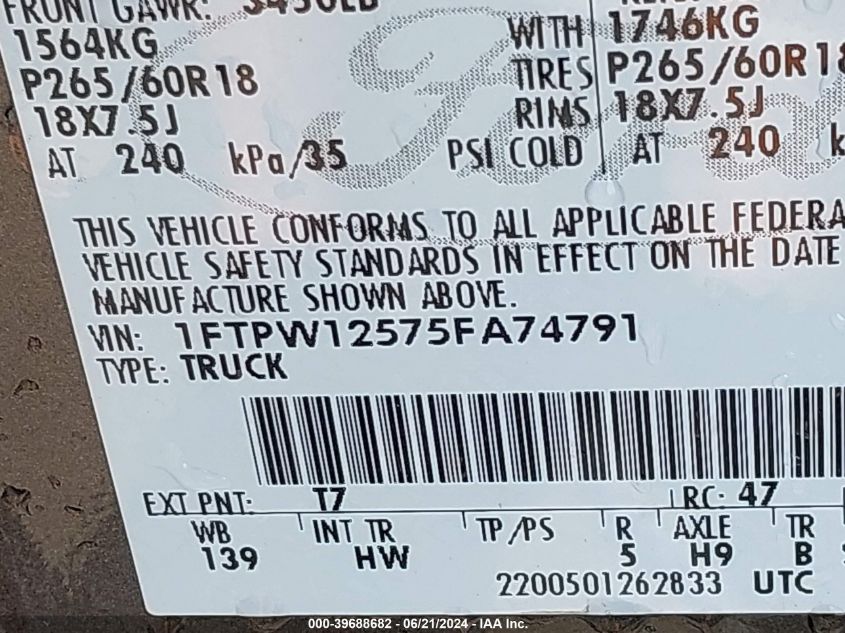 FRONT GAWR: 3450LB
1564KG WITH 1746KG
P265/60R18 TIRES P265/60R18
18X7.5J RIMS 18X7.5J
AT 240 kPa/35 PSI COLD AT 240 k
THIS VEHICLE CONFORMS TO ALL APPLICABLE FEDERA
VEHICLE SAFETY STANDARDS IN EFFECT ON THE DATE
MANUFACTURE SHOWN ABOVE.
VIN: 1FTPW12575FA74791
TYPE: TRUCK
EXT PNT: T7 RC: 47
WB INT TR TP/PS R AXLE TR
139 HW 5 H9 B
2200501262833 UTC
000-39688682 - 06/21/2024 - IAA Inc.